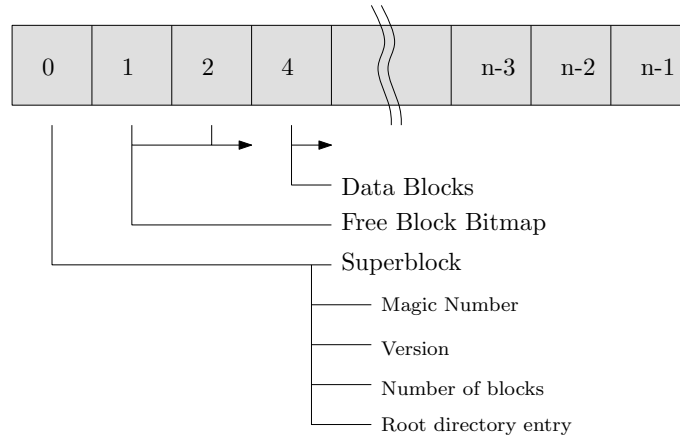 0 1 2 4 n-3 n-2 n-1
Data Blocks
Free Block Bitmap
Superblock
Magic Number
Version
Number of blocks
Root directory entry